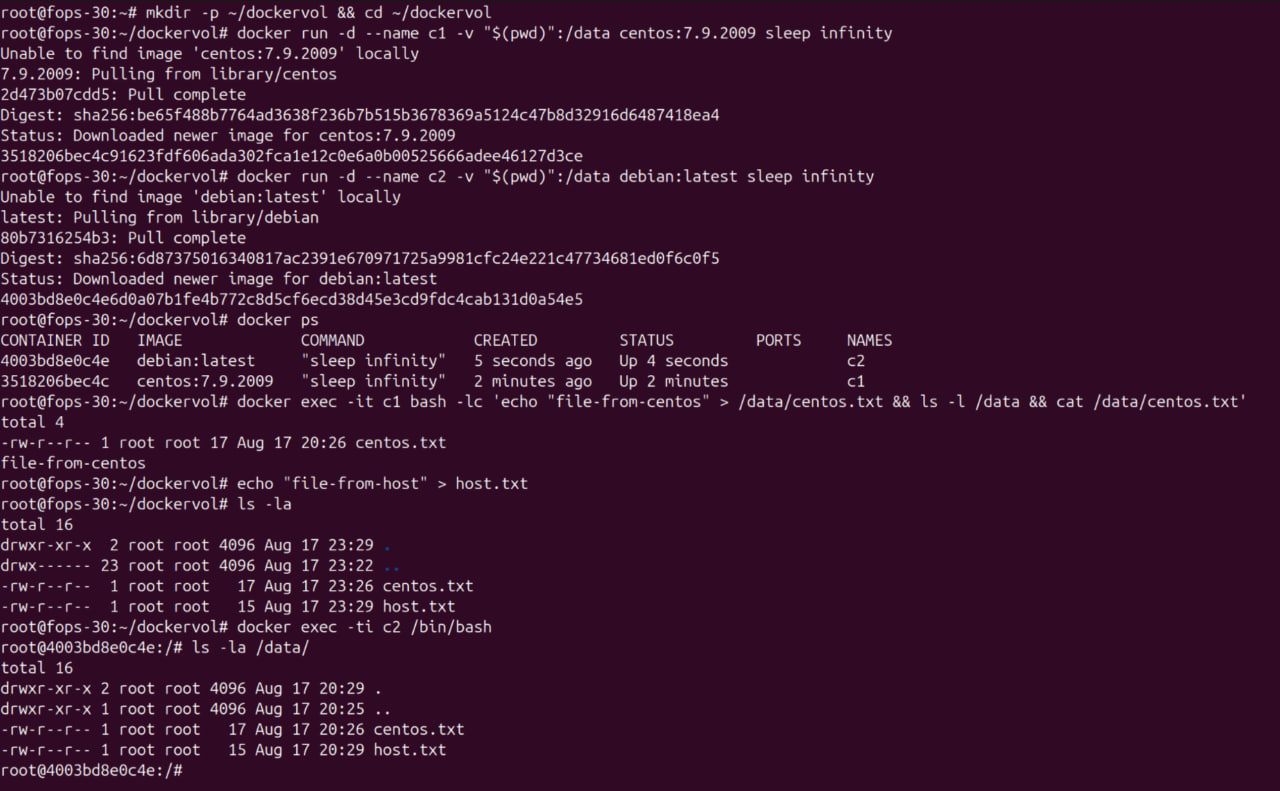 root@fops-30:~# mkdir -p ~/dockervol && cd ~/dockervol
root@fops-30:~/dockervol# docker run -d --name c1 -v "$(pwd)":/data centos:7.9.2009 sleep infinity
Unable to find image 'centos:7.9.2009' locally
7.9.2009: Pulling from library/centos
2d473b07cdd5: Pull complete
Digest: sha256:be65f488b7764ad3638f236b7b515b3678369a5124c47b8d32916d6487418ea4
Status: Downloaded newer image for centos:7.9.2009
3518206bec4c91623fdf606ada302fca1e12c0e6a0b00525666adee46127d3ce
root@fops-30:~/dockervol# docker run -d --name c2 -v "$(pwd)":/data debian:latest sleep infinity
Unable to find image 'debian:latest' locally
latest: Pulling from library/debian
80b7316254b3: Pull complete
Digest: sha256:6d87375016340817ac2391e670971725a9981cfc24e221c47734681ed0f6c0f5
Status: Downloaded newer image for debian:latest
4003bd8e0c4e6d0a07b1fe4b772c8d5cf6ecd38d45e3cd9fdc4cab131d0a54e5
root@fops-30:~/dockervol# docker ps
CONTAINER ID   IMAGE             COMMAND            CREATED         STATUS         PORTS     NAMES
4003bd8e0c4e   debian:latest     "sleep infinity"   5 seconds ago   Up 4 seconds             c2
3518206bec4c   centos:7.9.2009   "sleep infinity"   2 minutes ago   Up 2 minutes             c1
root@fops-30:~/dockervol# docker exec -it c1 bash -lc 'echo "file-from-centos" > /data/centos.txt && ls -l /data && cat /data/centos.txt'
total 4
-rw-r--r-- 1 root root 17 Aug 17 20:26 centos.txt
file-from-centos
root@fops-30:~/dockervol# echo "file-from-host" > host.txt
root@fops-30:~/dockervol# ls -la
total 16
drwxr-xr-x  2 root root 4096 Aug 17 23:29 .
drwx------ 23 root root 4096 Aug 17 23:22 ..
-rw-r--r--  1 root root   17 Aug 17 23:26 centos.txt
-rw-r--r--  1 root root   15 Aug 17 23:29 host.txt
root@fops-30:~/dockervol# docker exec -ti c2 /bin/bash
root@4003bd8e0c4e:/# ls -la /data/
total 16
drwxr-xr-x 2 root root 4096 Aug 17 20:29 .
drwxr-xr-x 1 root root 4096 Aug 17 20:25 ..
-rw-r--r-- 1 root root   17 Aug 17 20:26 centos.txt
-rw-r--r-- 1 root root   15 Aug 17 20:29 host.txt
root@4003bd8e0c4e:/#